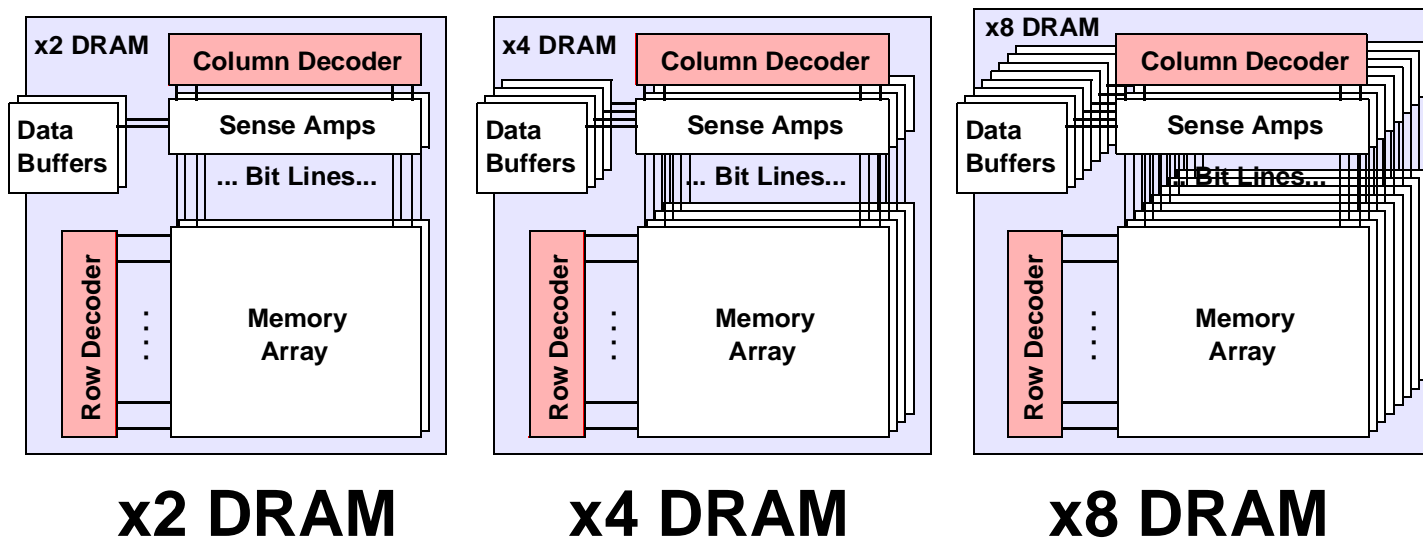 x2 DRAM
Column Decoder
Data
Buffers
Sense Amps
... Bit Lines...
Row Decoder
. . . .
Memory
Array
x2 DRAM
x4 DRAM
Column Decoder
Data
Buffers
Sense Amps
... Bit Lines...
Row Decoder
. . . .
Memory
Array
x4 DRAM
x8 DRAM
Column Decoder
Data
Buffers
Sense Amps
... Bit Lines...
Row Decoder
. . . .
Memory
Array
x8 DRAM